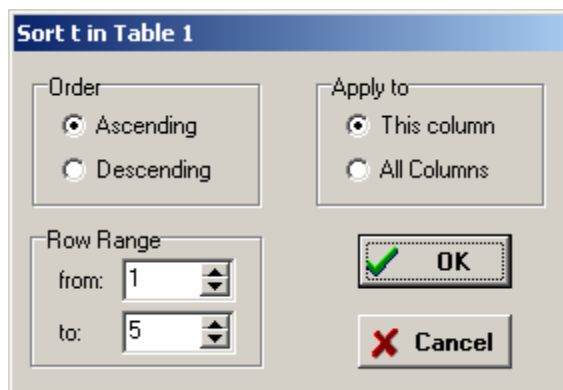 Sort t in Table 1
Order
Ascending
Descending
Apply to
This column
All Columns
Row Range
from: 1
to: 5
OK
Cancel